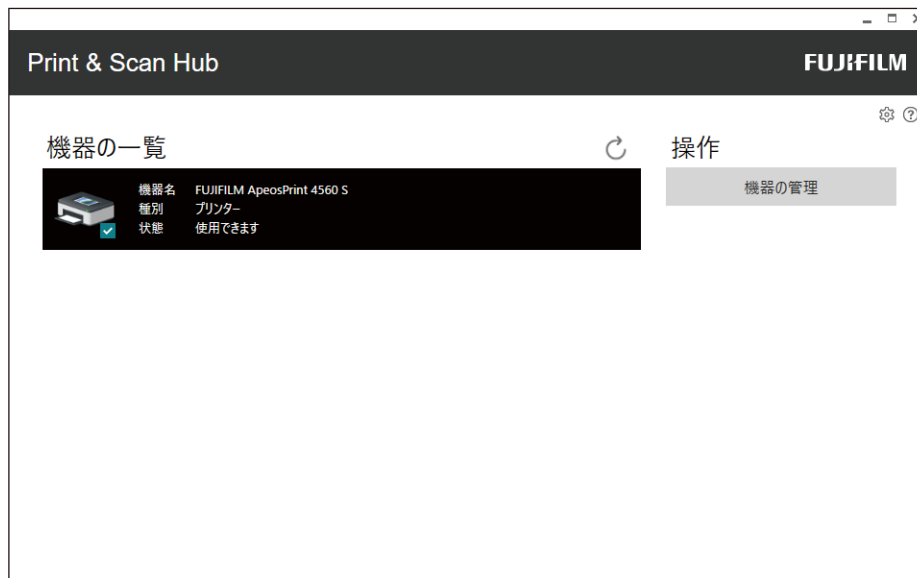 Print & Scan Hub
FUJIFILM
機器の一覧
操作
機器名 FUJIFILM ApeosPrint 4560 S
種別 プリンター
状態 使用できます
機器の管理